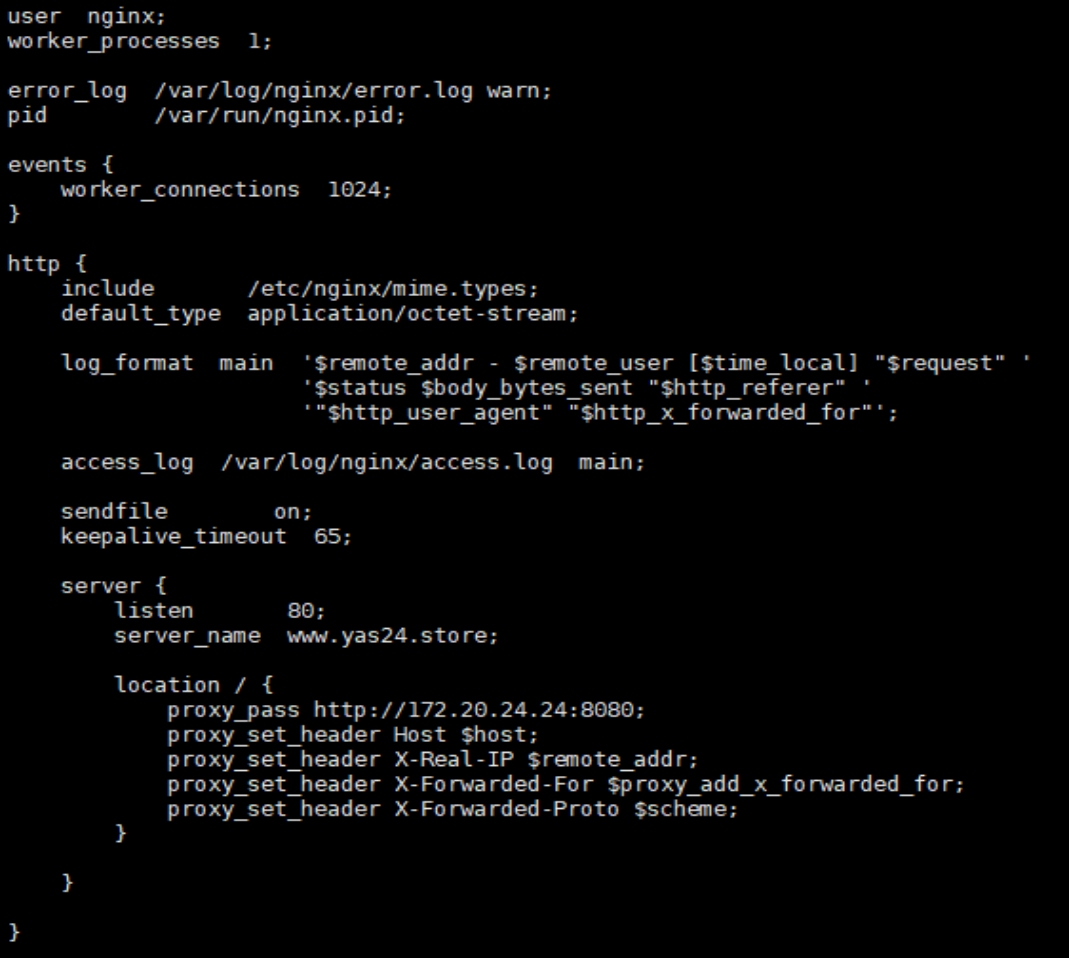 user  nginx;
worker_processes  1;

error_log  /var/log/nginx/error.log warn;
pid        /var/run/nginx.pid;

events {
    worker_connections  1024;
}

http {
    include       /etc/nginx/mime.types;
    default_type  application/octet-stream;

    log_format  main  '$remote_addr - $remote_user [$time_local] "$request" '
                      '$status $body_bytes_sent "$http_referer" '
                      '"$http_user_agent" "$http_x_forwarded_for"';

    access_log  /var/log/nginx/access.log  main;

    sendfile        on;
    keepalive_timeout  65;

    server {
        listen       80;
        server_name  www.yas24.store;

        location / {
            proxy_pass http://172.20.24.24:8080;
            proxy_set_header Host $host;
            proxy_set_header X-Real-IP $remote_addr;
            proxy_set_header X-Forwarded-For $proxy_add_x_forwarded_for;
            proxy_set_header X-Forwarded-Proto $scheme;
        }

    }

}